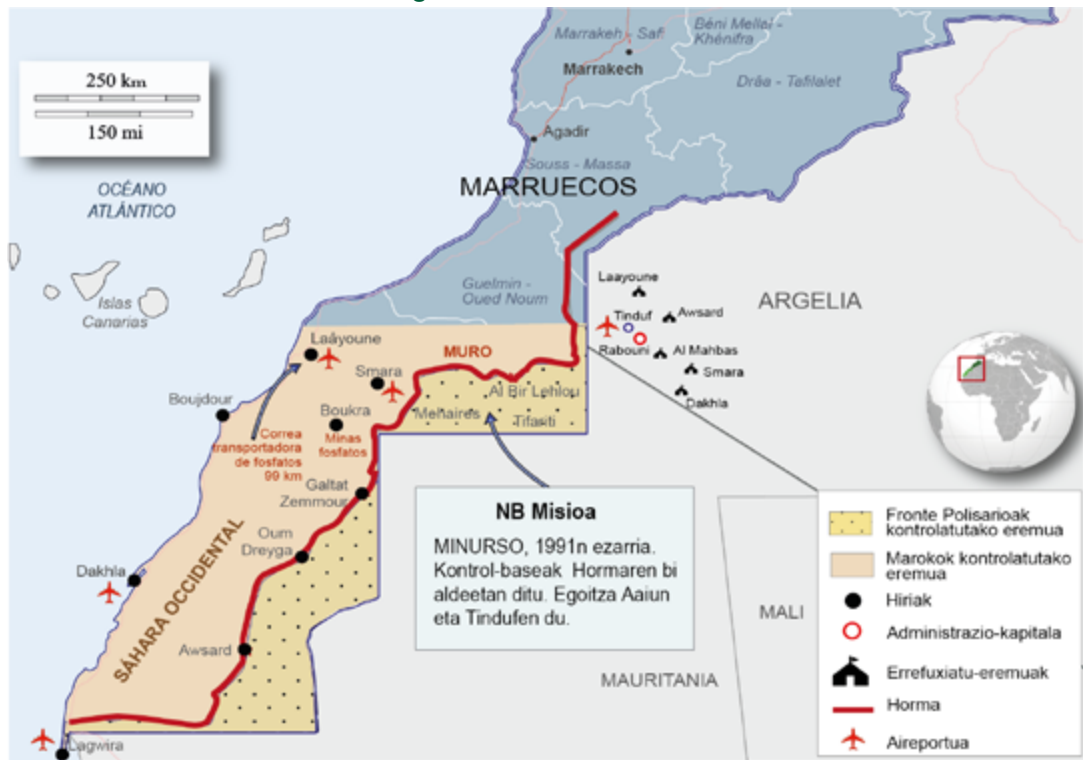 Marrakeh - Safi
Béni Mellal -
Khénifra
Marrakech
Drâa - Tafilalet
250 km
150 mi
Agadir
Souss - Massa
OCÉANO
ATLÁNTICO
MARRUECOS
Guelmin -
Oued Noum
Islas
Canarias
Laayoune
Tinduf
Awsard
ARGELIA
Rabouni
Al Mahbas
Smara
Dakhla
Laâyoune
MURO
Smara
Al Bir Lehlou
Boujdour
Boukra
Mehaires
Tifariti
Minas
fosfatos
Correa
transportadora
de fosfatos
99 km
Galtat
Zemmour
NB Misioa
MINURSO, 1991n ezarria.
Kontrol-baseak Hormaren bi
aldeetan ditu. Egoitza Aaiun
eta Tindufen du.
Oum
Dreyga
Dakhla
SÁHARA OCCIDENTAL
Awsard
Lagwira
MAURITANIA
MALI
Fronte Polisarioak
kontrolatutako eremua
Marokok kontrolatutako
eremua
Hiriak
Administrazio-kapitala
Errefuxiatu-eremuak
Horma
Aireportua